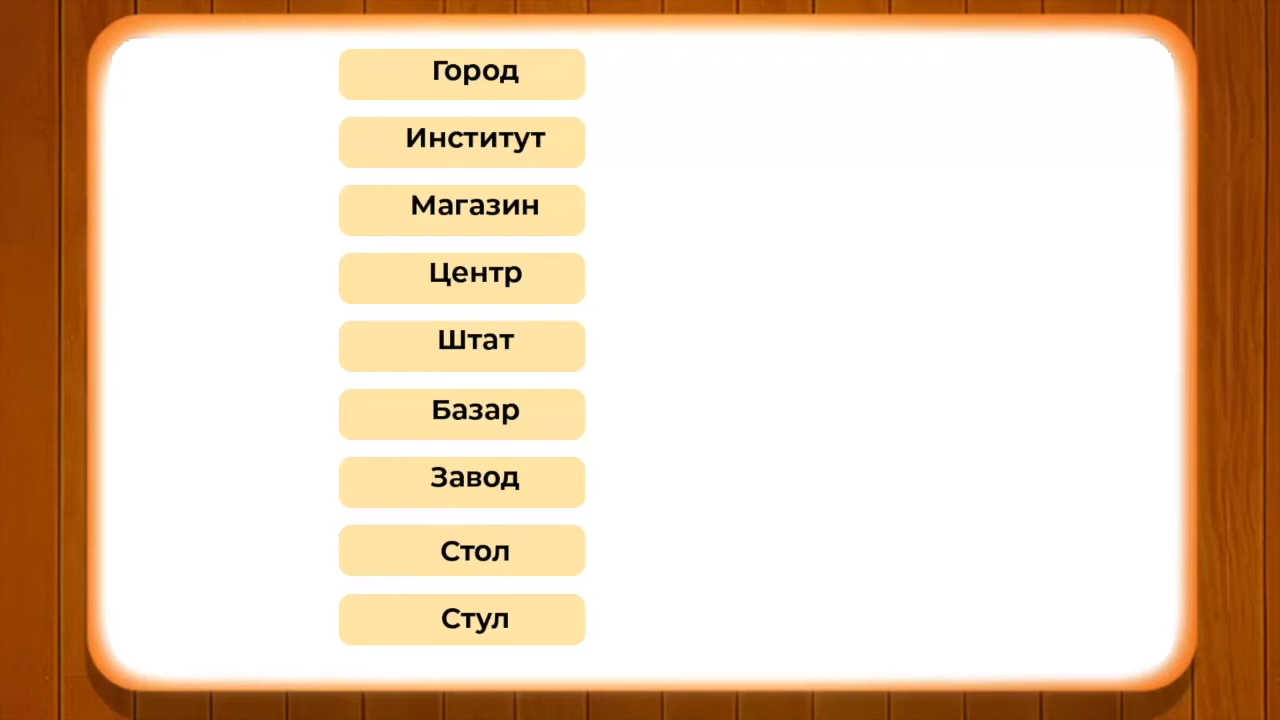 Город
Институт
Магазин
Центр
Штат
Базар
Завод
Стол
Стул